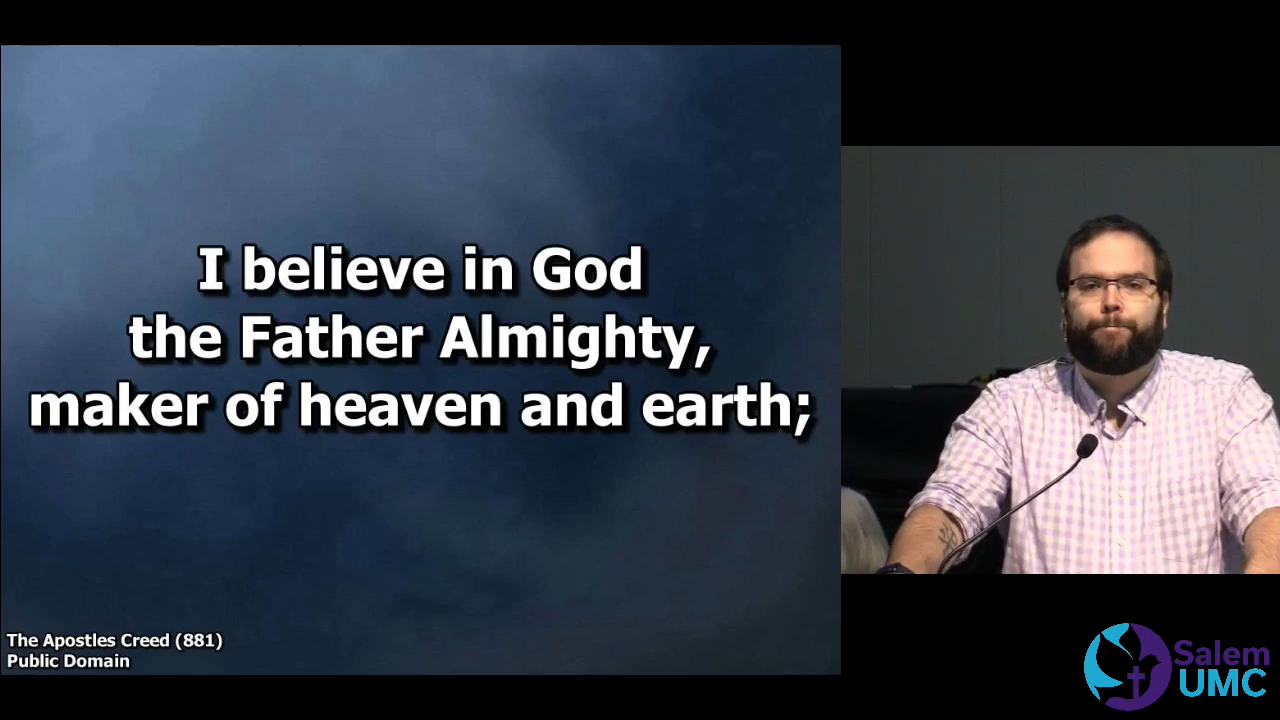 I believe in God
the Father Almighty,
maker of heaven and earth;
The Apostles Creed (881)
Public Domain
Salem
UMC